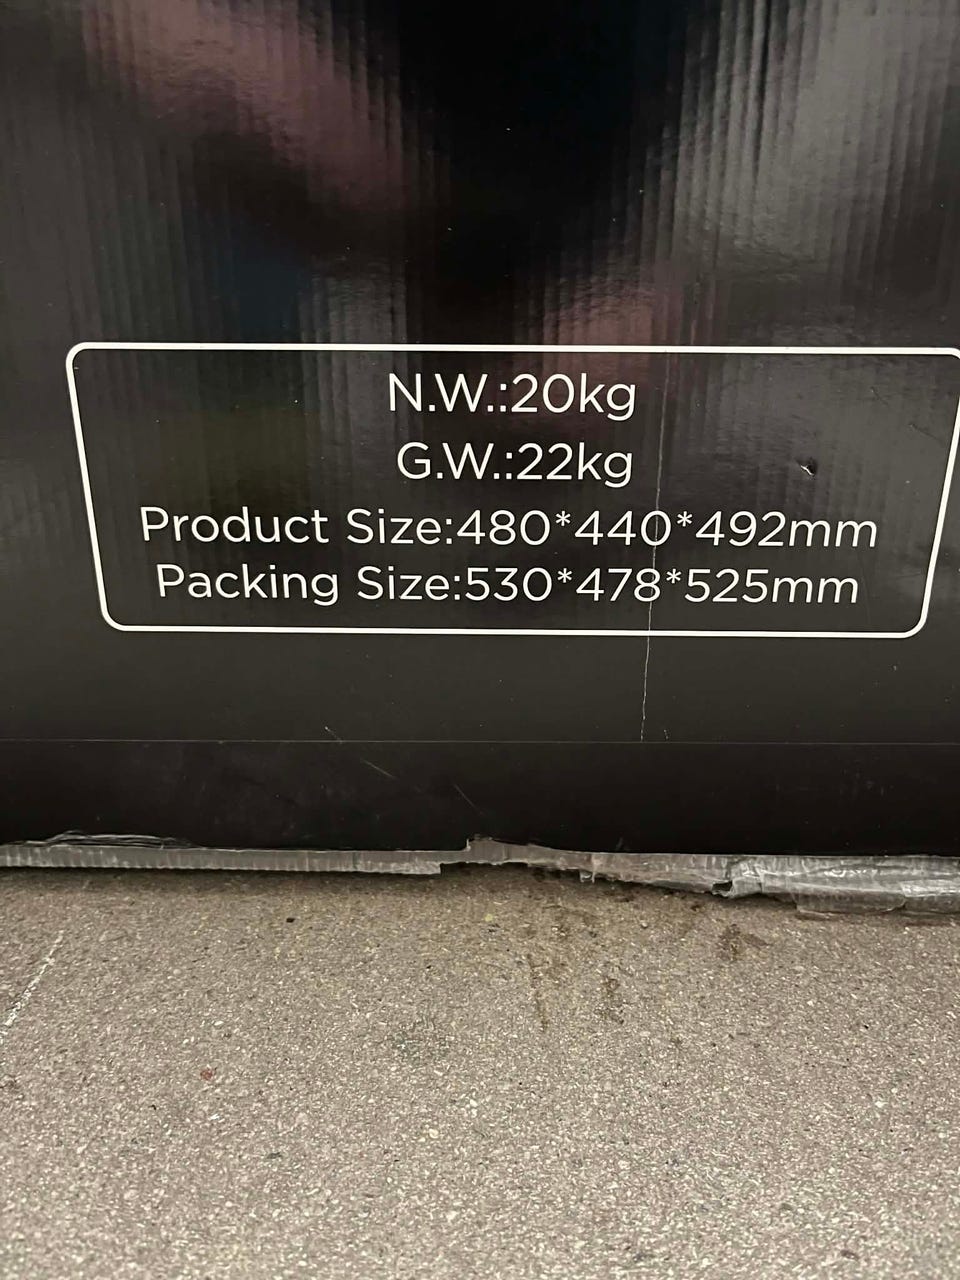 N.W.:20kg
G.W.:22kg
Product Size:480*440*492mm
Packing Size:530*478*525mm